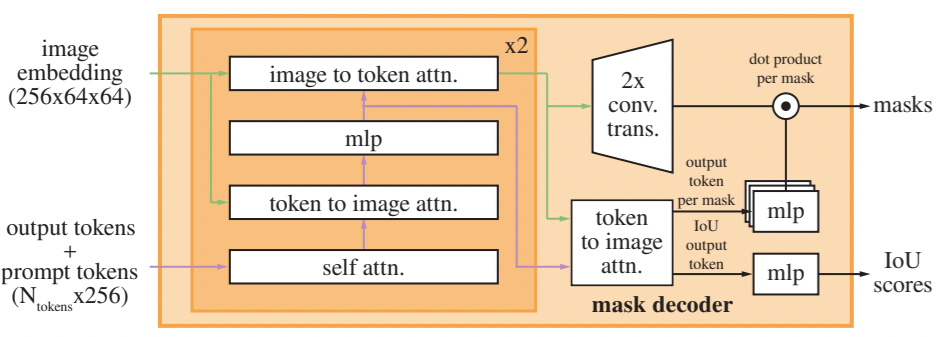 image
embedding
(256x64x64)
output tokens
+
prompt tokens
(N_tokens x256)
x2
image to token attn.
mlp
token to image attn.
self attn.
2x
conv.
trans.
token
to image
attn.
mask decoder
dot product
per mask
output
token
per mask
IoU
output
token
mlp
mlp
masks
IoU
scores